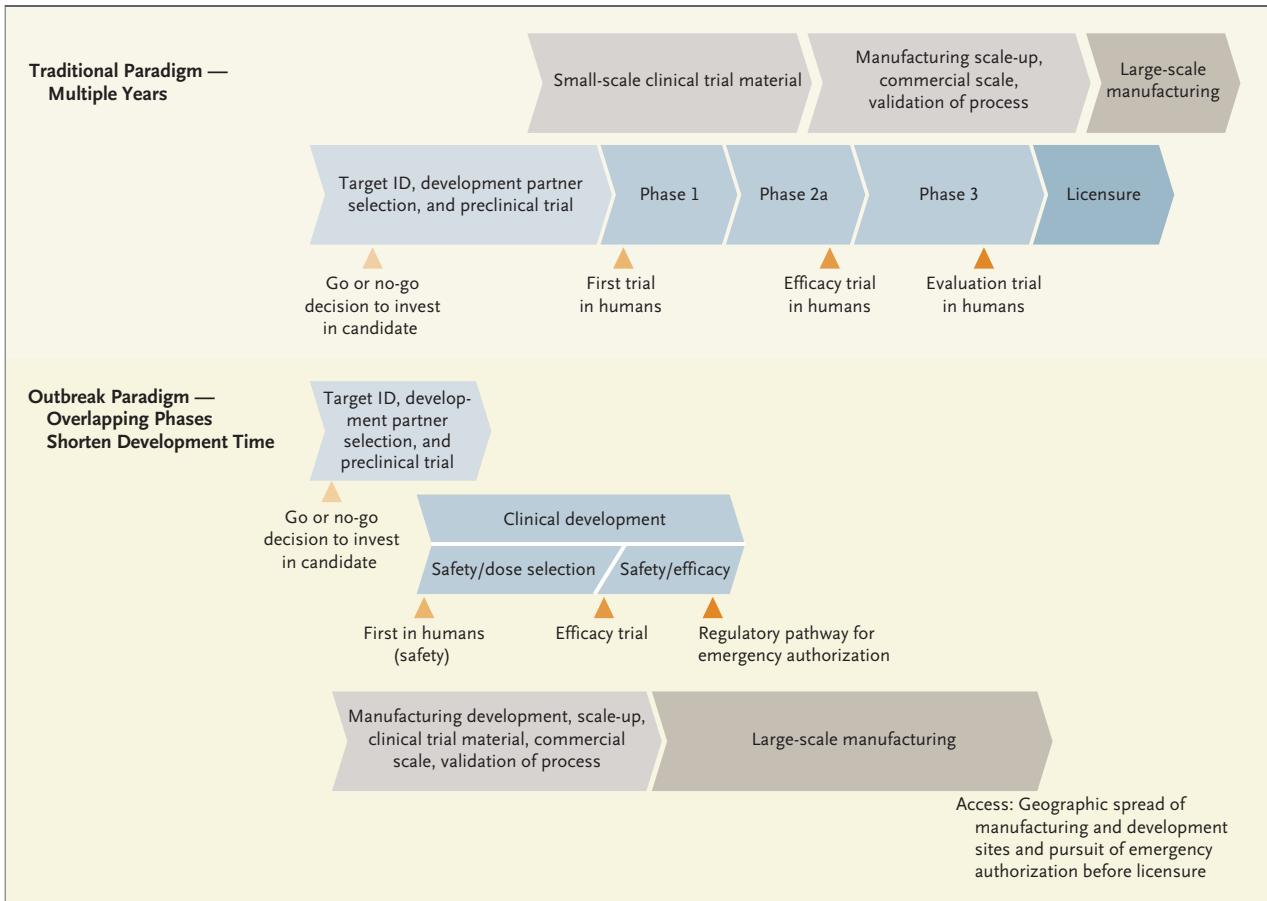 Traditional Paradigm —
Multiple Years
Small-scale clinical trial material
Manufacturing scale-up,
commercial scale,
validation of process
Large-scale
manufacturing
Target ID, development partner
selection, and preclinical trial
Phase 1
Phase 2a
Phase 3
Licensure
Go or no-go
decision to invest
in candidate
First trial
in humans
Efficacy trial
in humans
Evaluation trial
in humans
Outbreak Paradigm —
Overlapping Phases
Shorten Development Time
Target ID, develop-
ment partner
selection, and
preclinical trial
Go or no-go
decision to invest
in candidate
Clinical development
Safety/dose selection
Safety/efficacy
First in humans
(safety)
Efficacy trial
Regulatory pathway for
emergency authorization
Manufacturing development, scale-up,
clinical trial material, commercial
scale, validation of process
Large-scale manufacturing
Access: Geographic spread of
manufacturing and development
sites and pursuit of emergency
authorization before licensure